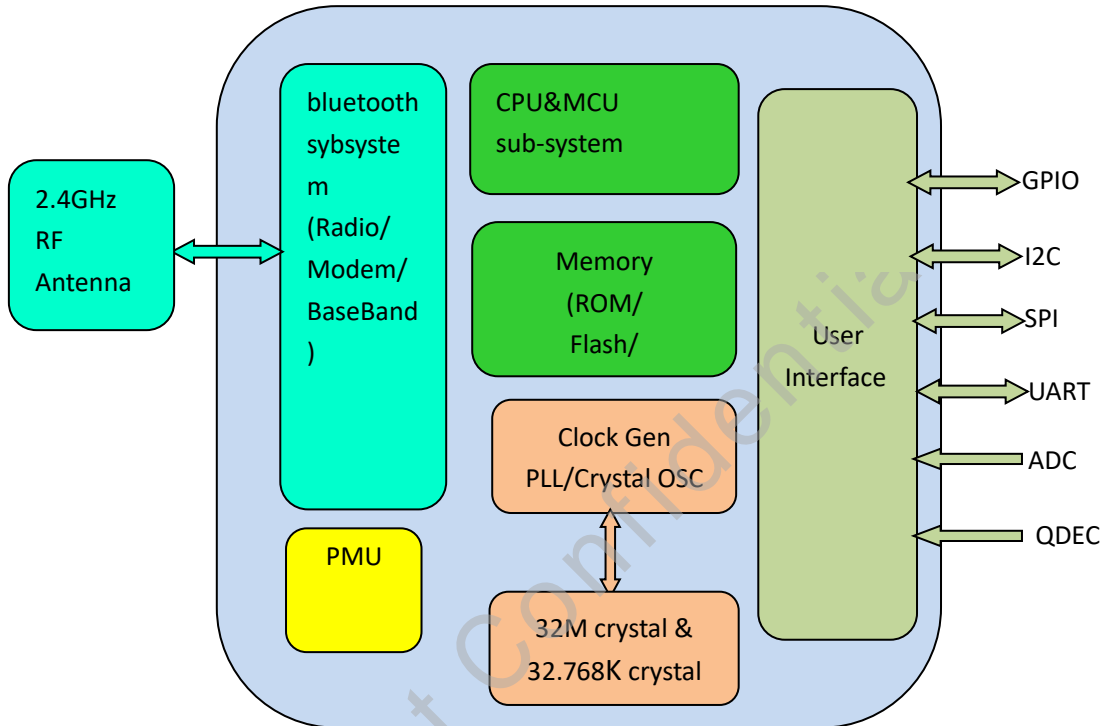 2.4GHz
RF
Antenna
bluetooth
sybsyste
m
(Radio/
Modem/
BaseBand
)
PMU
CPU&MCU
sub-system
Memory
(ROM/
Flash/
Clock Gen
PLL/Crystal OSC
32M crystal &
32.768K crystal
User
Interface
GPIO
I2C
SPI
UART
ADC
QDEC
Confidential